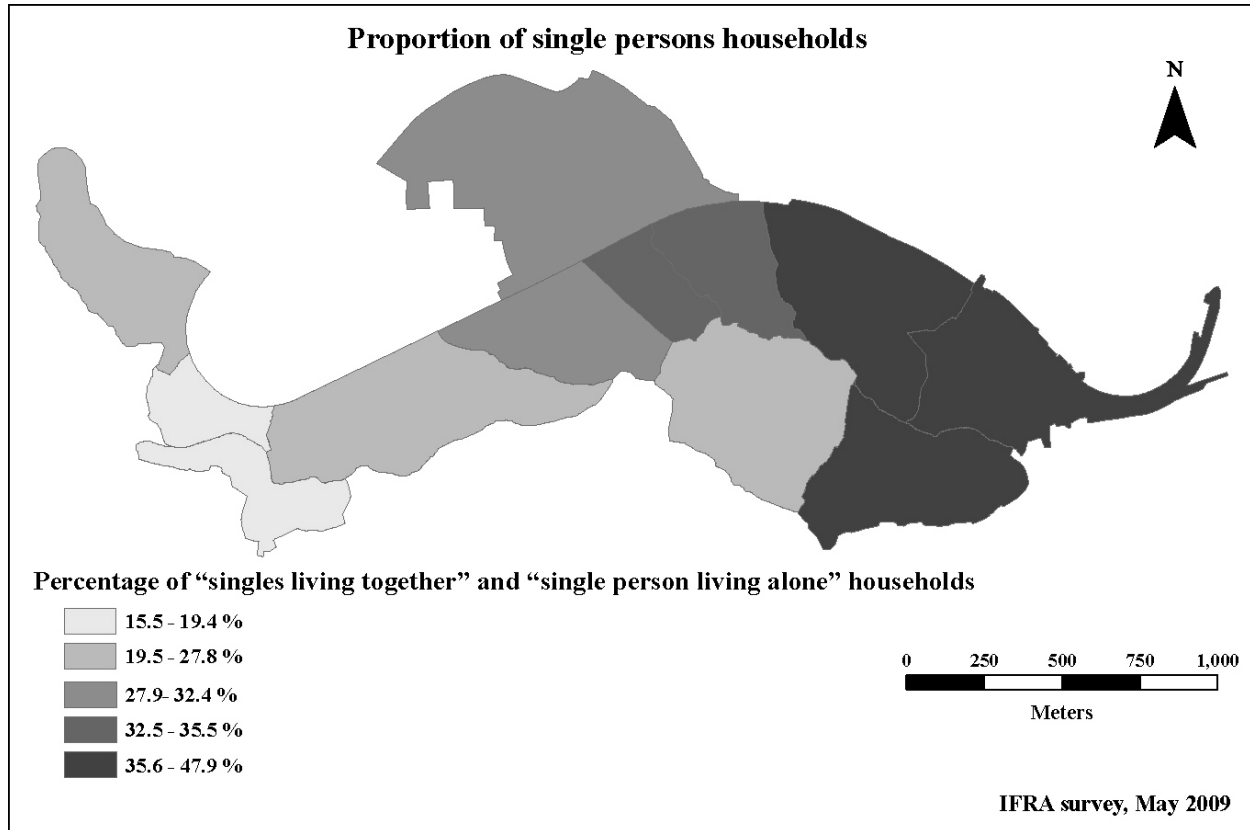 Proportion of single persons households
N
Percentage of “singles living together” and “single person living alone” households
15.5 - 19.4 %
19.5 - 27.8 %
27.9- 32.4 %
32.5 - 35.5 %
35.6 - 47.9 %
0 250 500 750 1,000
Meters
IFRA survey, May 2009